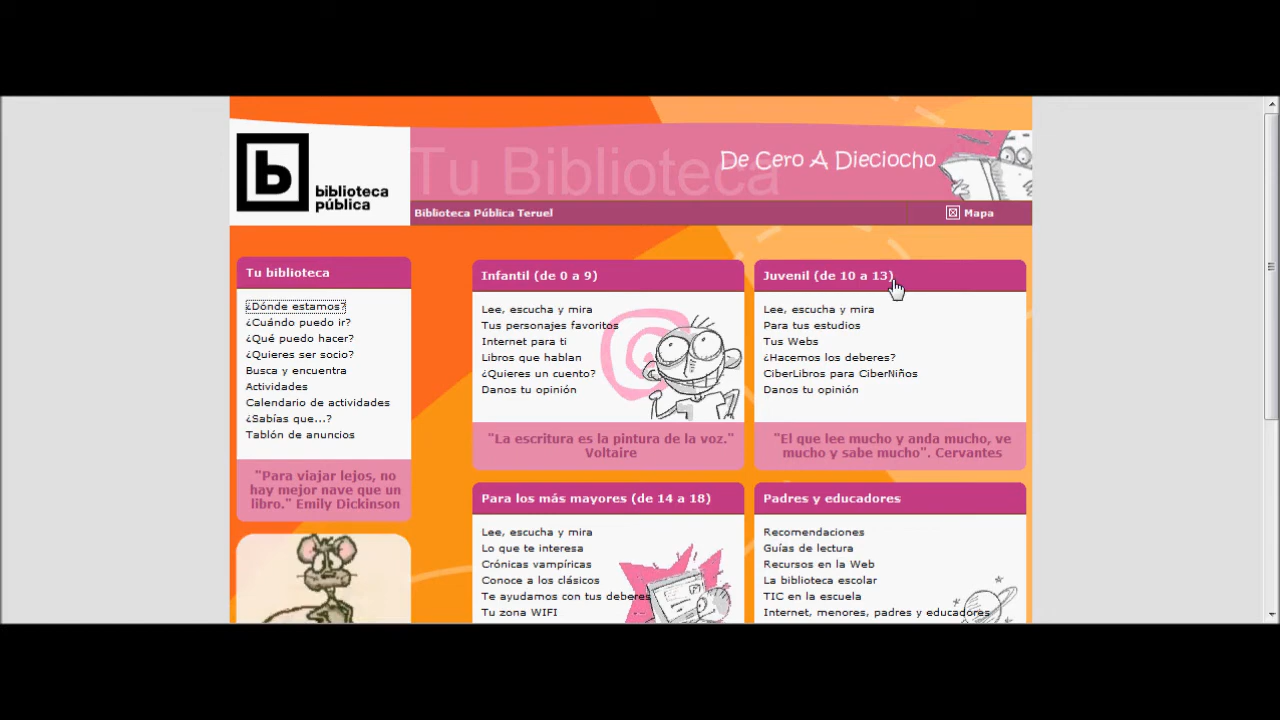 b
biblioteca
pública
Tu Biblioteca
De Cero A Dieciocho
Biblioteca Pública Teruel
Mapa
Tu biblioteca
¿Dónde estamos?
¿Cuándo puedo ir?
¿Qué puedo hacer?
¿Quieres ser socio?
Busca y encuentra
Actividades
Calendario de actividades
¿Sabías que...?
Tablón de anuncios
"Para viajar lejos, no
hay mejor nave que un
libro." Emily Dickinson
Infantil (de 0 a 9)
Lee, escucha y mira
Tus personajes favoritos
Internet para ti
Libros que hablan
¿Quieres un cuento?
Danos tu opinión
"La escritura es la pintura de la voz."
Voltaire
Juvenil (de 10 a 13)
Lee, escucha y mira
Para tus estudios
Tus Webs
¿Hacemos los deberes?
CiberLibros para CiberNiños
Danos tu opinión
"El que lee mucho y anda mucho, ve
mucho y sabe mucho". Cervantes
Para los más mayores (de 14 a 18)
Lee, escucha y mira
Lo que te interesa
Crónicas vampíricas
Conoce a los clásicos
Te ayudamos con tus deberes
Tu zona WIFI
Padres y educadores
Recomendaciones
Guías de lectura
Recursos en la Web
La biblioteca escolar
TIC en la escuela
Internet, menores, padres y educadores